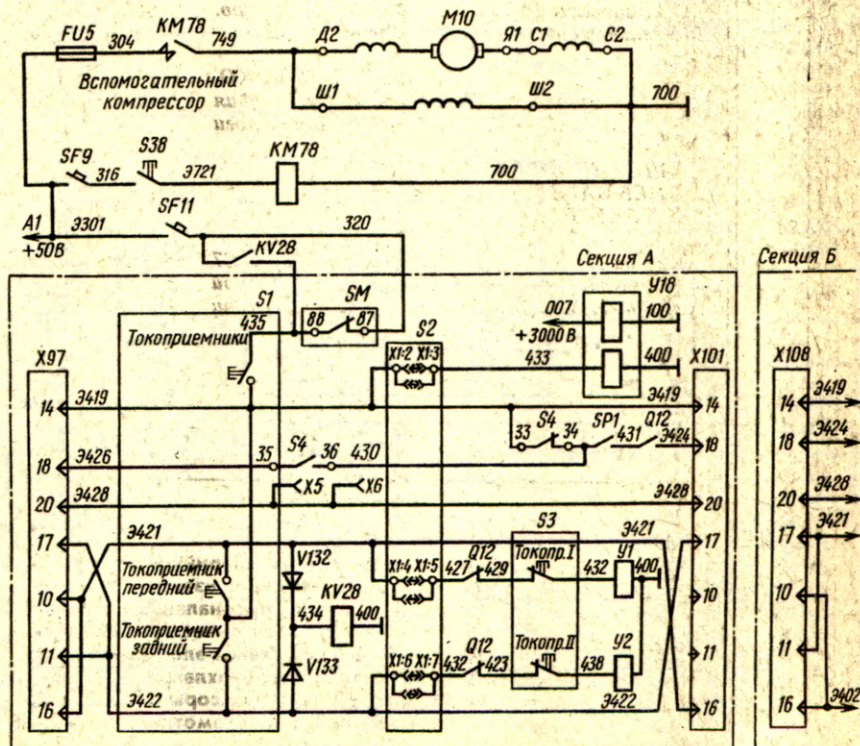 FU5 304 KM78 749 Д2 M10 Я1 C1 C2
Вспомогательный
компрессор
Ш1 Ш2 700
SF9 316 S38 Э721 KM78 700
A1 Э301 SF11 320
+50В
KV28
Секция А Секция Б
S1 SM У18
435 88 87 007 100
+3000 В
Токоприемники
S2
X1:2 X1:3 433 400
X97 X101 X108
14 Э419 Э419 14 14 Э419
33 S4 34 SP1 431 Q12 Э424 18 18 Э424
18 Э426 35 S4 36 430
X5 X6
20 Э428 Э428 20 20 Э428
17 Э421 S3 Э421 17 17 Э421
V132 X1:4 X1:5 427 Q12 429 Токопр.I 432 У1 400
Токоприемник
передний
10 434 KV28 400 10 10
Токоприемник
задний
11 V133 X1:6 X1:7 432 Q12 423 Токопр.II 438 У2 11 11
16 Э422 Э422 16 16 Э402